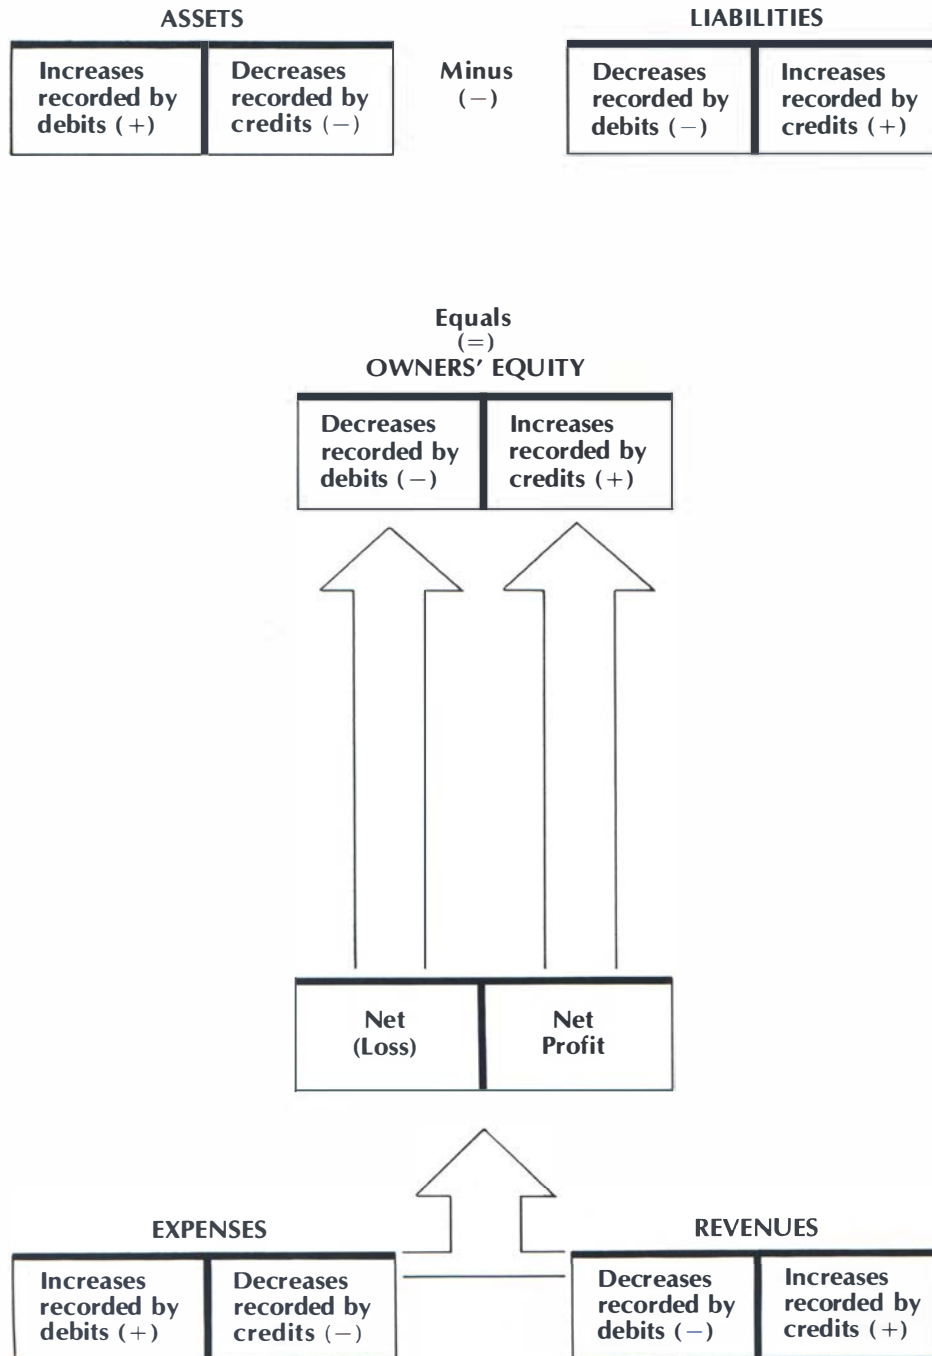 ASSETS
Increases
recorded by
debits (+)
Decreases
recorded by
credits (−)
Minus
(−)
LIABILITIES
Decreases
recorded by
debits (−)
Increases
recorded by
credits (+)
Equals
(=)
OWNERS’ EQUITY
Decreases
recorded by
debits (−)
Increases
recorded by
credits (+)
Net
(Loss)
Net
Profit
EXPENSES
Increases
recorded by
debits (+)
Decreases
recorded by
credits (−)
REVENUES
Decreases
recorded by
debits (−)
Increases
recorded by
credits (+)